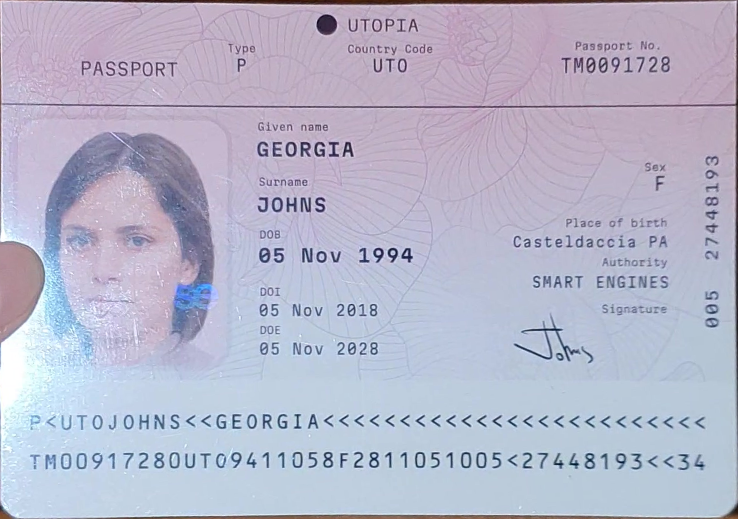 UTOPIA
PASSPORT
Type
P
Country Code
UTO
Passport No.
TM0091728
Given name
GEORGIA
Surname
JOHNS
DOB
05 Nov 1994
DOI
05 Nov 2018
DOE
05 Nov 2028
Sex
F
Place of birth
Casteldaccia PA
Authority
SMART ENGINES
Signature
Johns
005 27448193
P<UTOJOHNS<<GEORGIA<<<<<<<<<<<<<<<<<<<<<<<<<
TM00917280UTO9411058F2811051005<27448193<<34